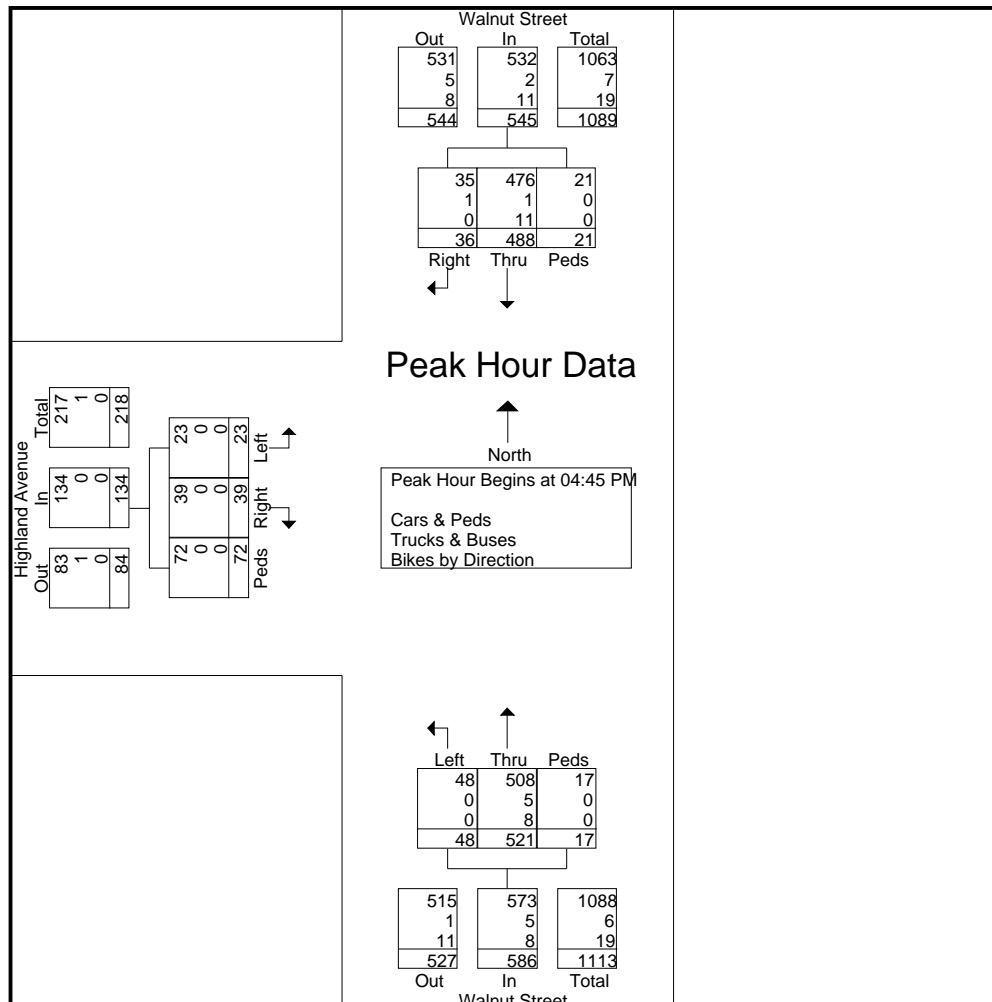 Walnut Street
Out In Total
531 532 1063
5 2 7
8 11 19
544 545 1089
35 476 21
1 1 0
0 11 0
36 488 21
Right Thru Peds
Peak Hour Data
North
Peak Hour Begins at 04:45 PM
Cars & Peds
Trucks & Buses
Bikes by Direction
Highland Avenue
Out In Total
83 134 217
1 0 1
0 0 0
84 134 218
72 39 23
0 0 0
0 0 0
72 39 23
Peds Right Left
Left Thru Peds
48 508 17
0 5 0
0 8 0
48 521 17
515 573 1088
1 5 6
11 8 19
527 586 1113
Out In Total
Walnut Street